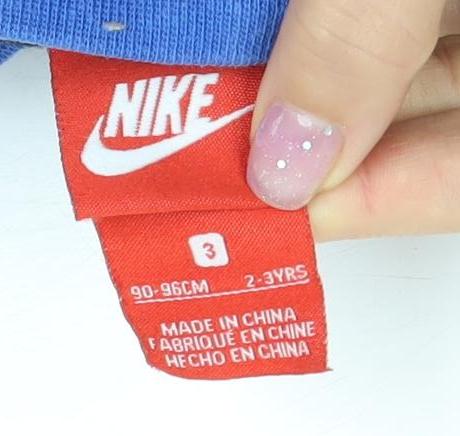 NIKE
3
90-96CM 2-3YRS
MADE IN CHINA
FABRIQUÉ EN CHINE
HECHO EN CHINA